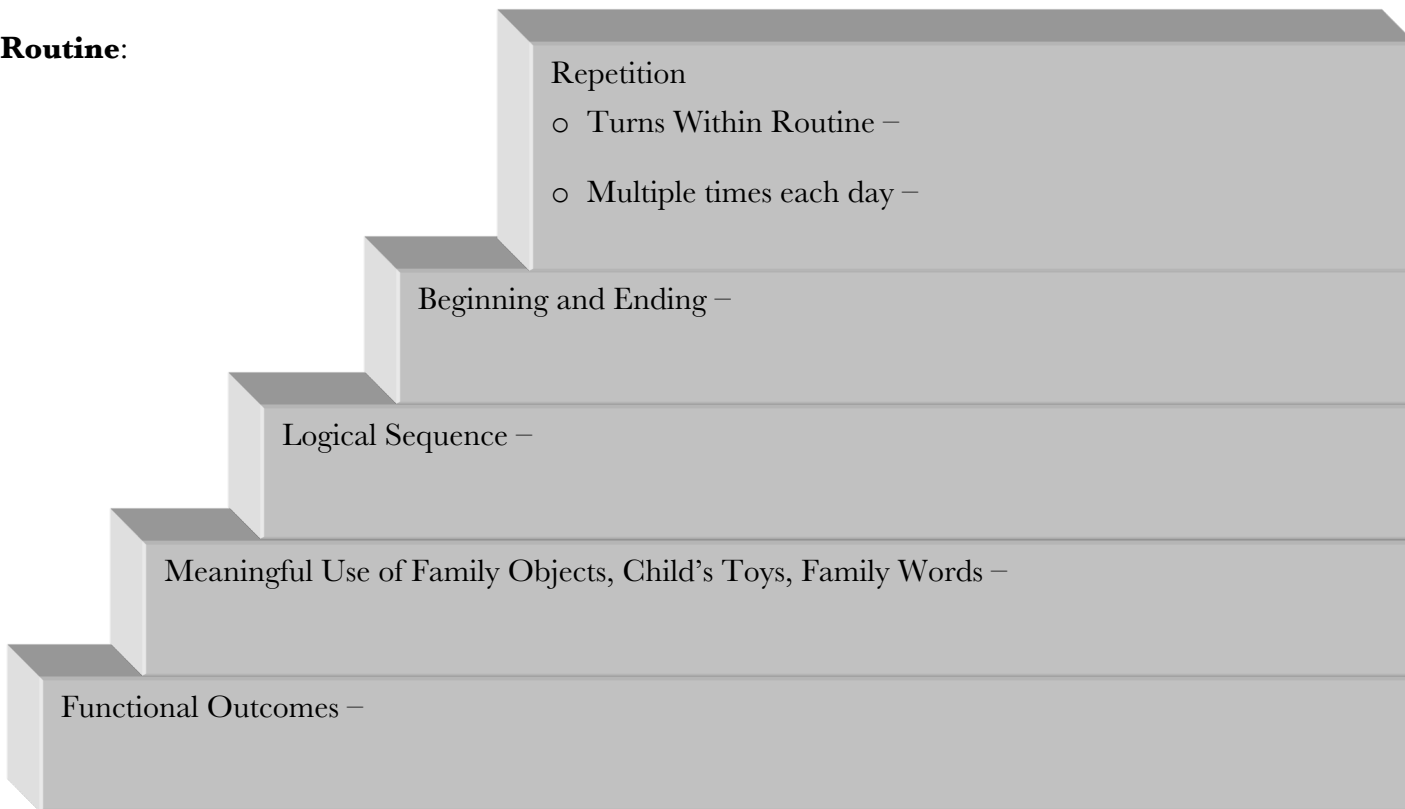 Routine:
Repetition
o Turns Within Routine –
o Multiple times each day –
Beginning and Ending –
Logical Sequence –
Meaningful Use of Family Objects, Child’s Toys, Family Words –
Functional Outcomes –